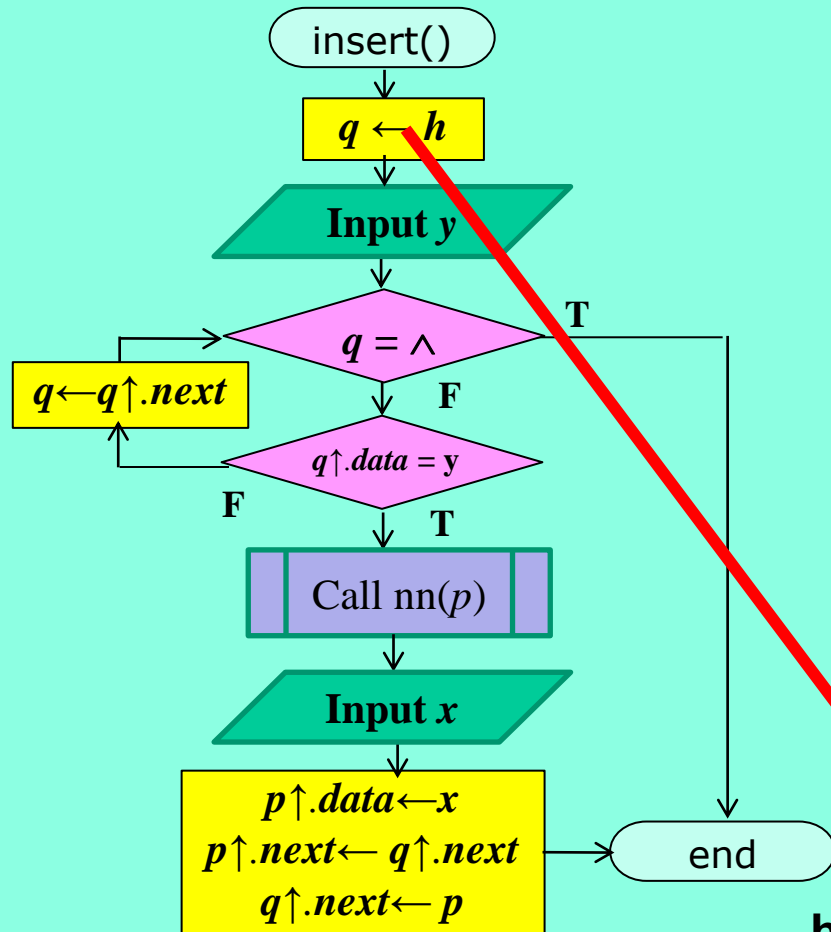 insert()
q ← h
Input y
q = ∧
T
q←q↑.next
F
q↑.data = y
F
T
Call nn(p)
Input x
p↑.data←x
p↑.next← q↑.next
q↑.next← p
end